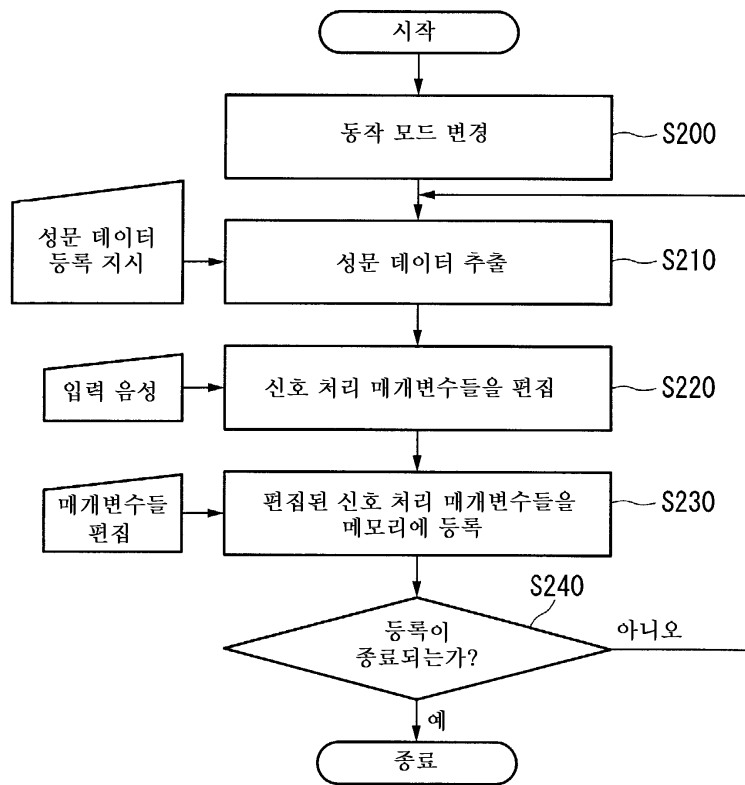 시작
동작 모드 변경
S200
성문 데이터
등록 지시
성문 데이터 추출
S210
입력 음성
신호 처리 매개변수들을 편집
S220
매개변수들
편집
편집된 신호 처리 매개변수들을
메모리에 등록
S230
S240
등록이
종료되는가?
아니오
예
종료